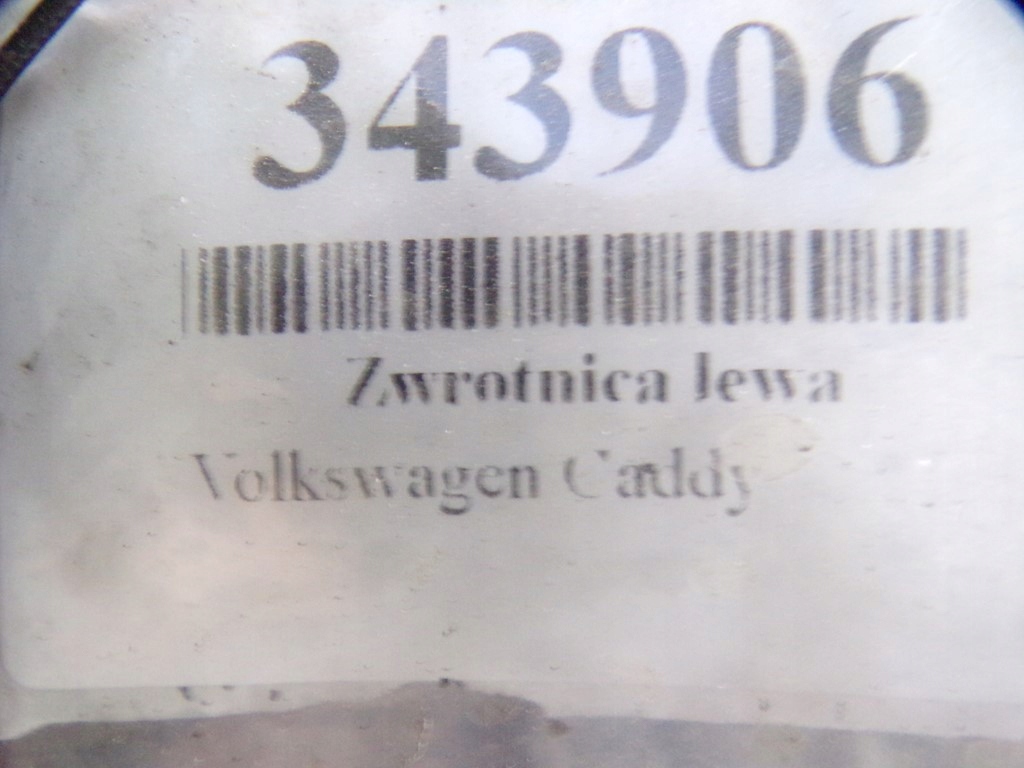 343906
Zwrotnica lewa
Volkswagen Caddy